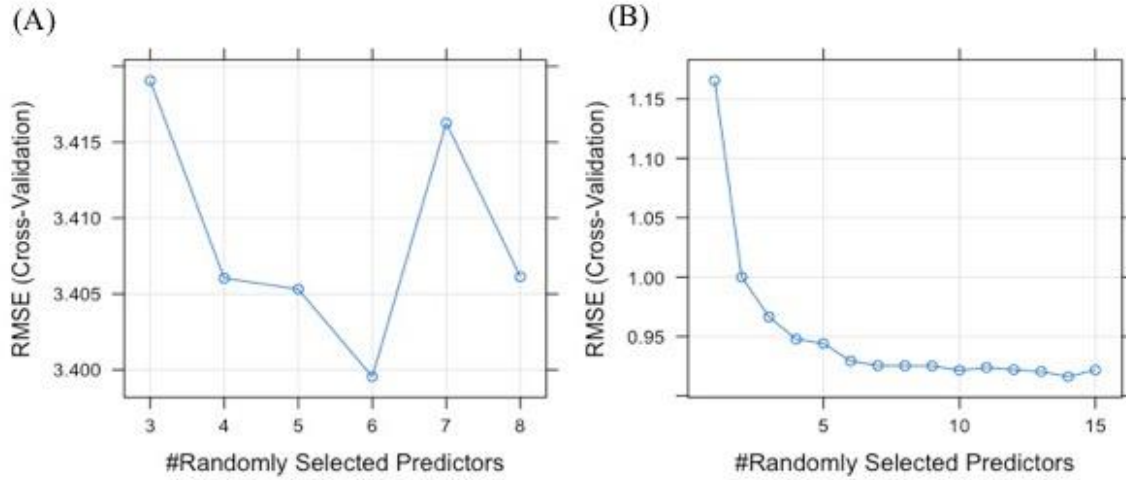 (A)
RMSE (Cross-Validation)
3.415
3.410
3.405
3.400
3 4 5 6 7 8
#Randomly Selected Predictors
(B)
RMSE (Cross-Validation)
1.15
1.10
1.05
1.00
0.95
5 10 15
#Randomly Selected Predictors